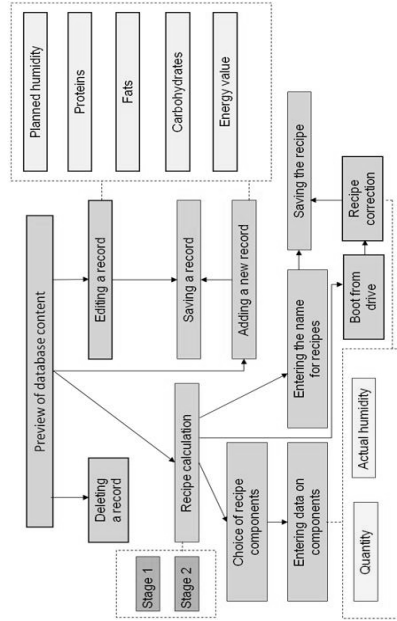 Preview of database content
Deleting
a record
Editing a record
Saving a record
Adding a new record
Planned humidity
Proteins
Fats
Carbohydrates
Energy value
Stage 1
Stage 2
Recipe calculation
Choice of recipe
components
Entering data on
components
Entering the name
for recipes
Saving the recipe
Boot from
drive
Recipe
correction
Quantity
Actual humidity